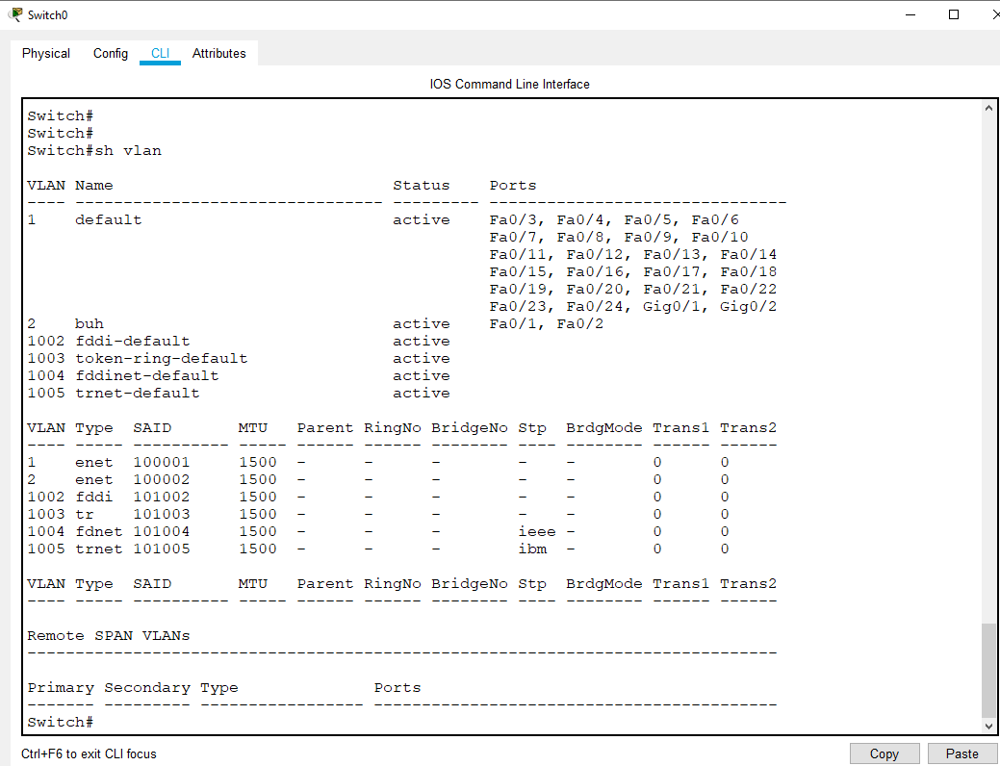 Switch0
Physical Config CLI Attributes
IOS Command Line Interface
Switch#
Switch#
Switch#sh vlan
VLAN Name                             Status    Ports
---- -------------------------------- --------- -------------------------------
1    default                          active    Fa0/3, Fa0/4, Fa0/5, Fa0/6
                                                Fa0/7, Fa0/8, Fa0/9, Fa0/10
                                                Fa0/11, Fa0/12, Fa0/13, Fa0/14
                                                Fa0/15, Fa0/16, Fa0/17, Fa0/18
                                                Fa0/19, Fa0/20, Fa0/21, Fa0/22
                                                Fa0/23, Fa0/24, Gig0/1, Gig0/2
2    buh                              active    Fa0/1, Fa0/2
1002 fddi-default                     active
1003 token-ring-default               active
1004 fddinet-default                  active
1005 trnet-default                    active
VLAN Type  SAID       MTU   Parent RingNo BridgeNo Stp  BrdgMode Trans1 Trans2
---- ----- ---------- ----- ------ ------ -------- ---- -------- ------ ------
1    enet  100001     1500  -      -      -        -    -        0      0
2    enet  100002     1500  -      -      -        -    -        0      0
1002 fddi  101002     1500  -      -      -        -    -        0      0
1003 tr    101003     1500  -      -      -        -    -        0      0
1004 fdnet 101004     1500  -      -      -        ieee -        0      0
1005 trnet 101005     1500  -      -      -        ibm  -        0      0
VLAN Type  SAID       MTU   Parent RingNo BridgeNo Stp  BrdgMode Trans1 Trans2
---- ----- ---------- ----- ------ ------ -------- ---- -------- ------ ------
Remote SPAN VLANs
------------------------------------------------------------------------------
Primary Secondary Type              Ports
------- --------- ----------------- ------------------------------------------
Switch#
Ctrl+F6 to exit CLI focus
Copy Paste